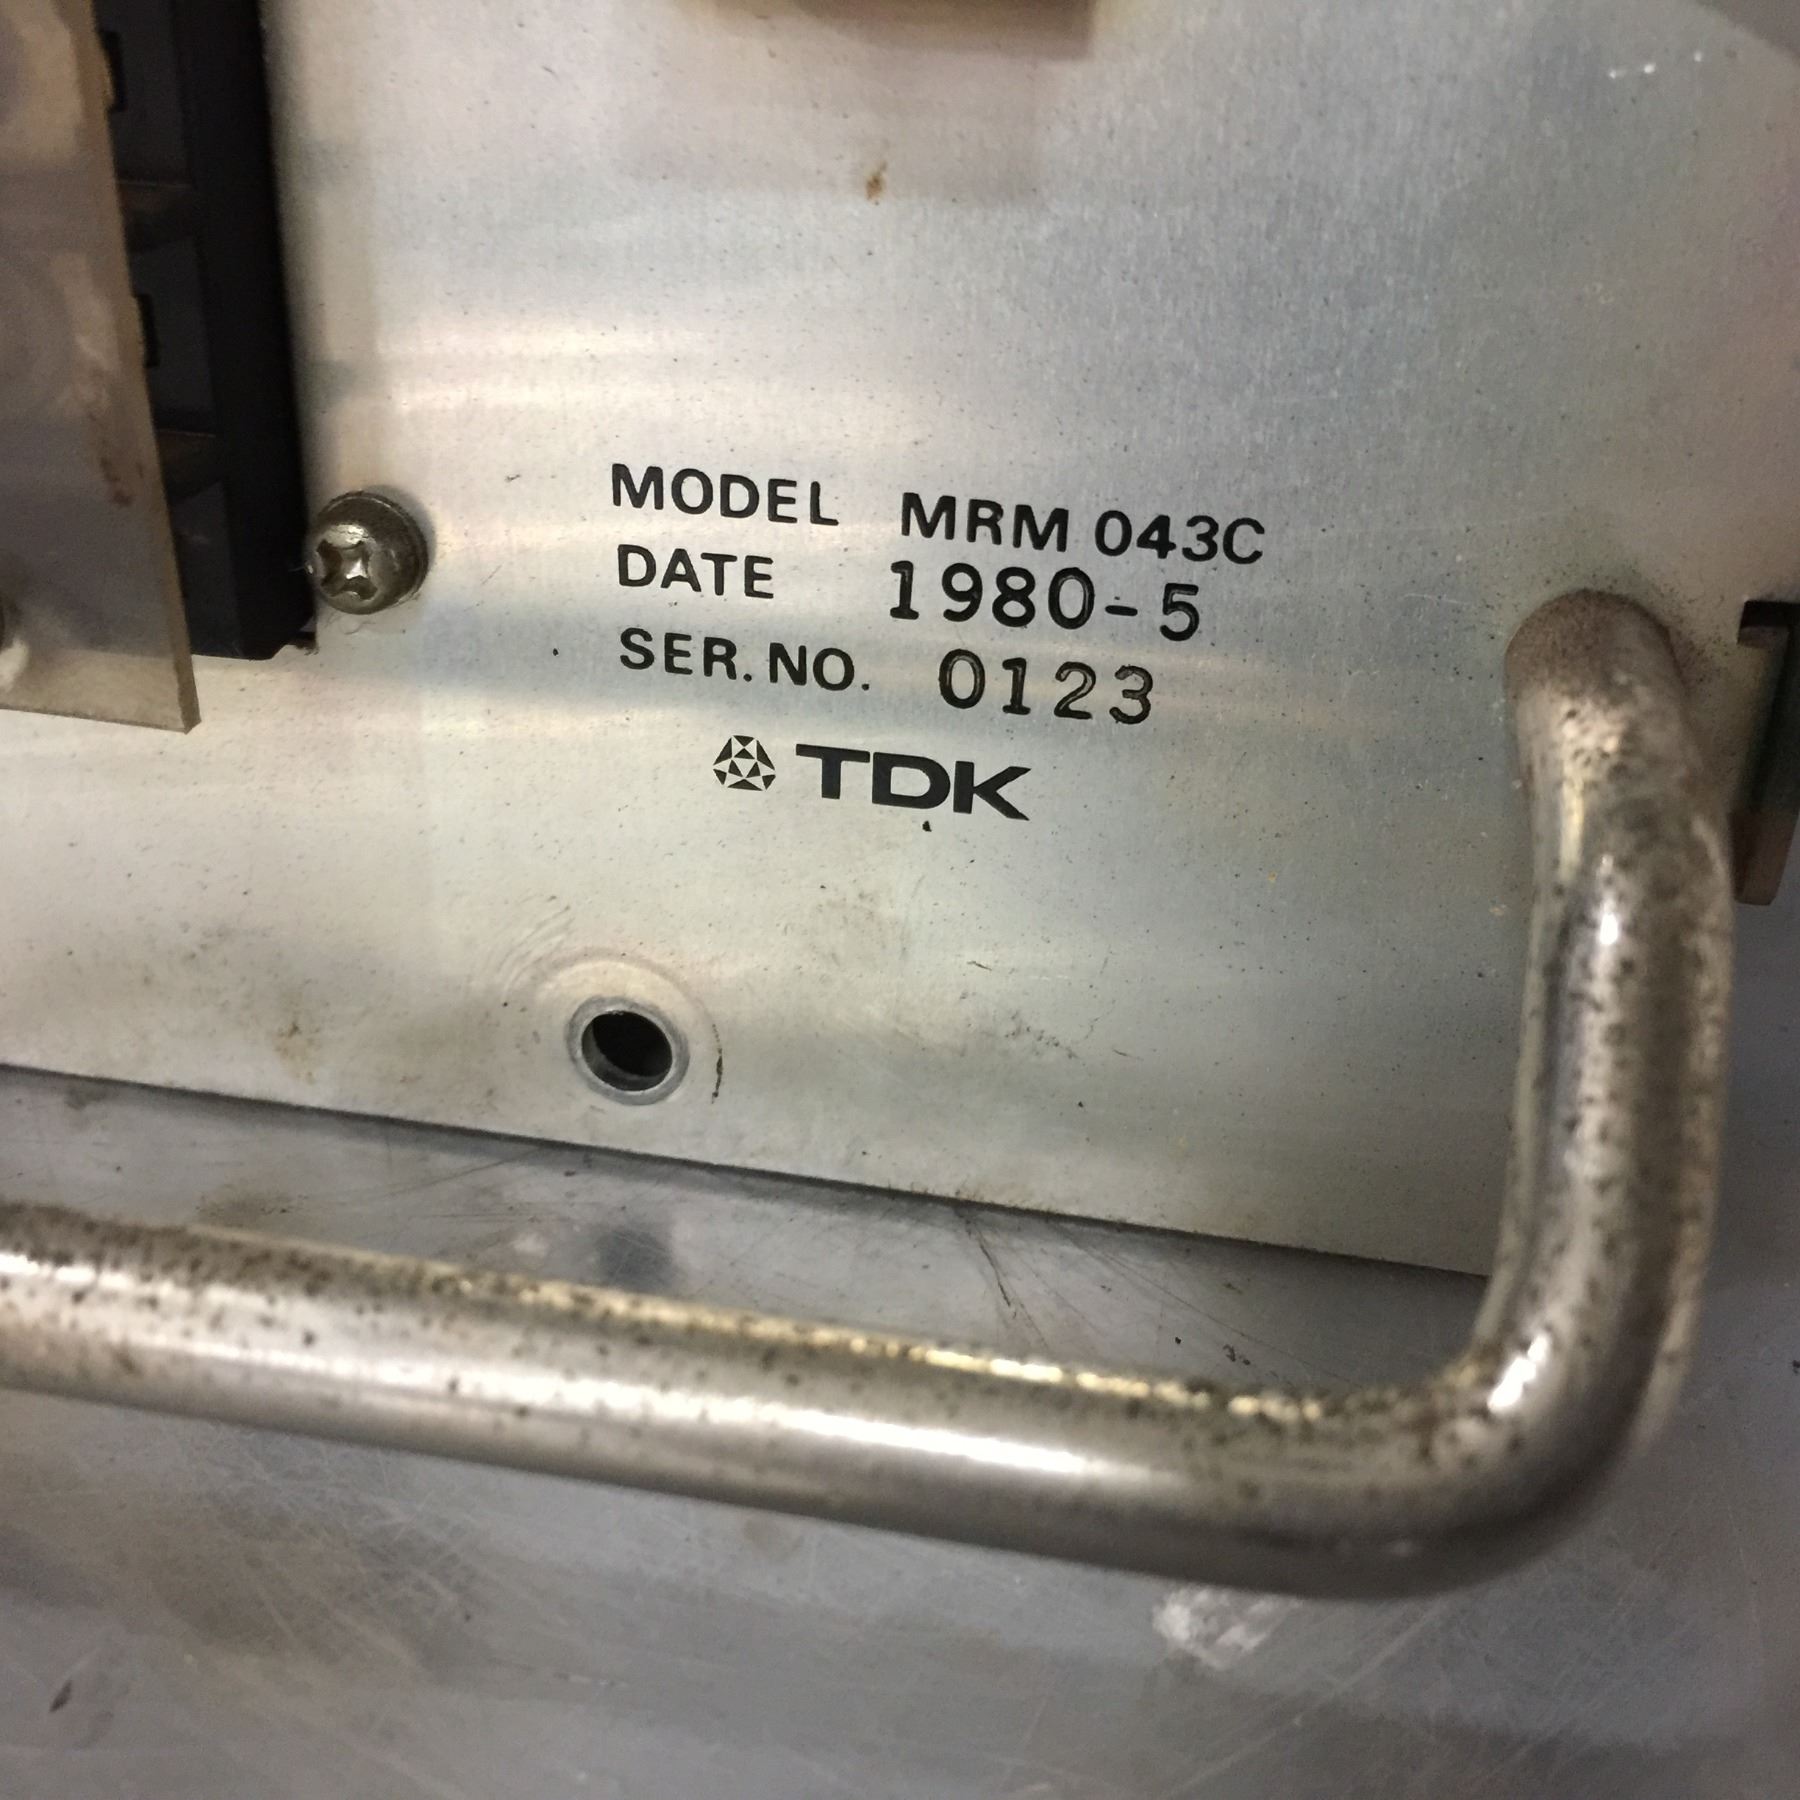 MODEL MRM 043C
DATE 1980-5
SER. NO. 0123
TDK